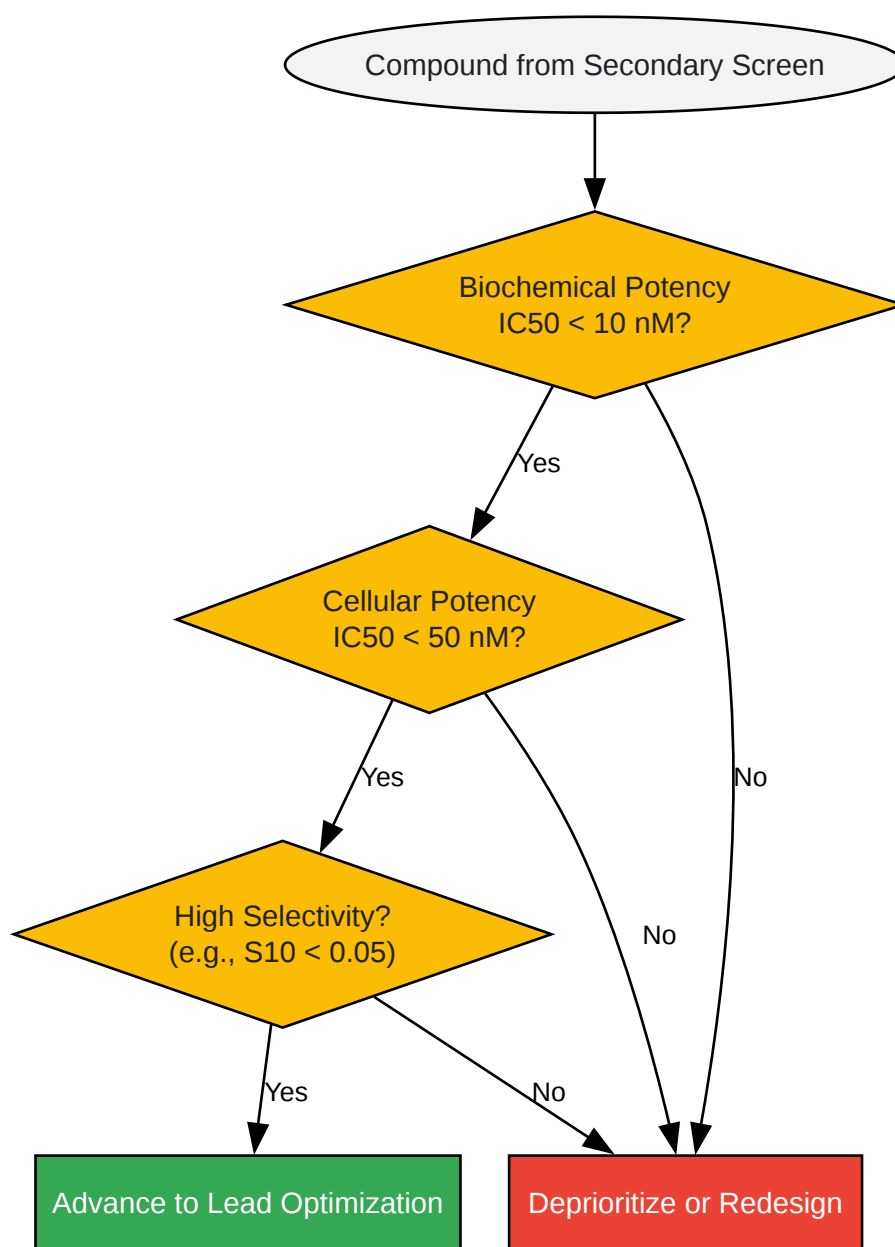 Compound from Secondary Screen
Biochemical Potency
IC50 < 10 nM?
Yes
Cellular Potency
IC50 < 50 nM?
Yes
No
High Selectivity?
(e.g., S10 < 0.05)
No
Yes
No
Advance to Lead Optimization
Deprioritize or Redesign